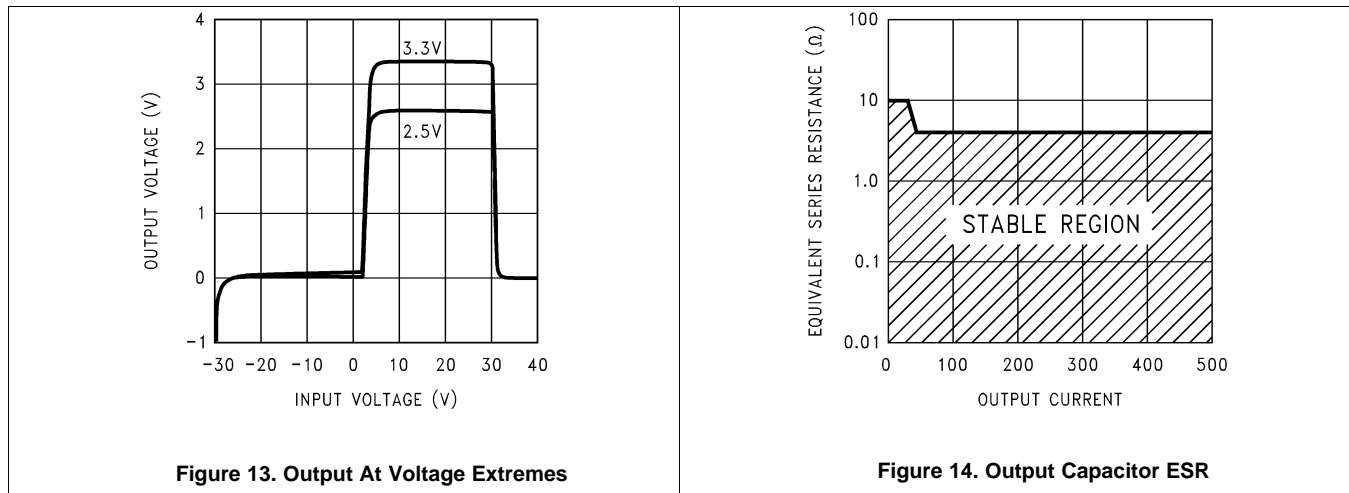 4
3
2
1
0
-1
OUTPUT VOLTAGE (V)
3.3V
2.5V
-30 -20 -10 0 10 20 30 40
INPUT VOLTAGE (V)
Figure 13. Output At Voltage Extremes
100
10
1.0
0.1
0.01
EQUIVALENT SERIES RESISTANCE (Ω)
STABLE REGION
0 100 200 300 400 500
OUTPUT CURRENT
Figure 14. Output Capacitor ESR